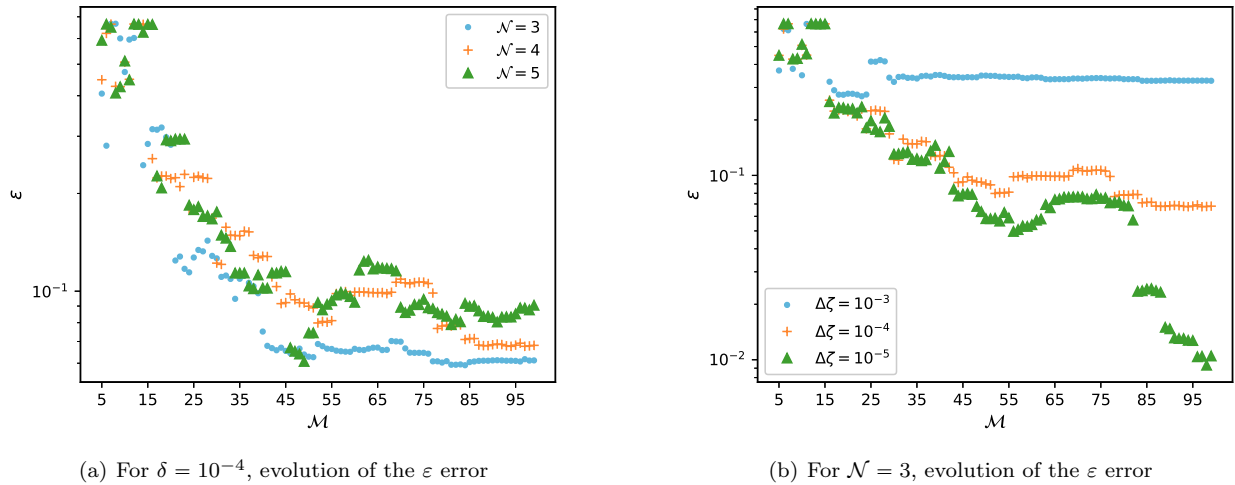 𝒩 = 3
𝒩 = 4
𝒩 = 5
ε
10⁻¹
5 15 25 35 45 55 65 75 85 95
ℳ
(a) For δ = 10⁻⁴, evolution of the ε error
ε
10⁻¹
10⁻²
Δζ = 10⁻³
Δζ = 10⁻⁴
Δζ = 10⁻⁵
5 15 25 35 45 55 65 75 85 95
ℳ
(b) For 𝒩 = 3, evolution of the ε error